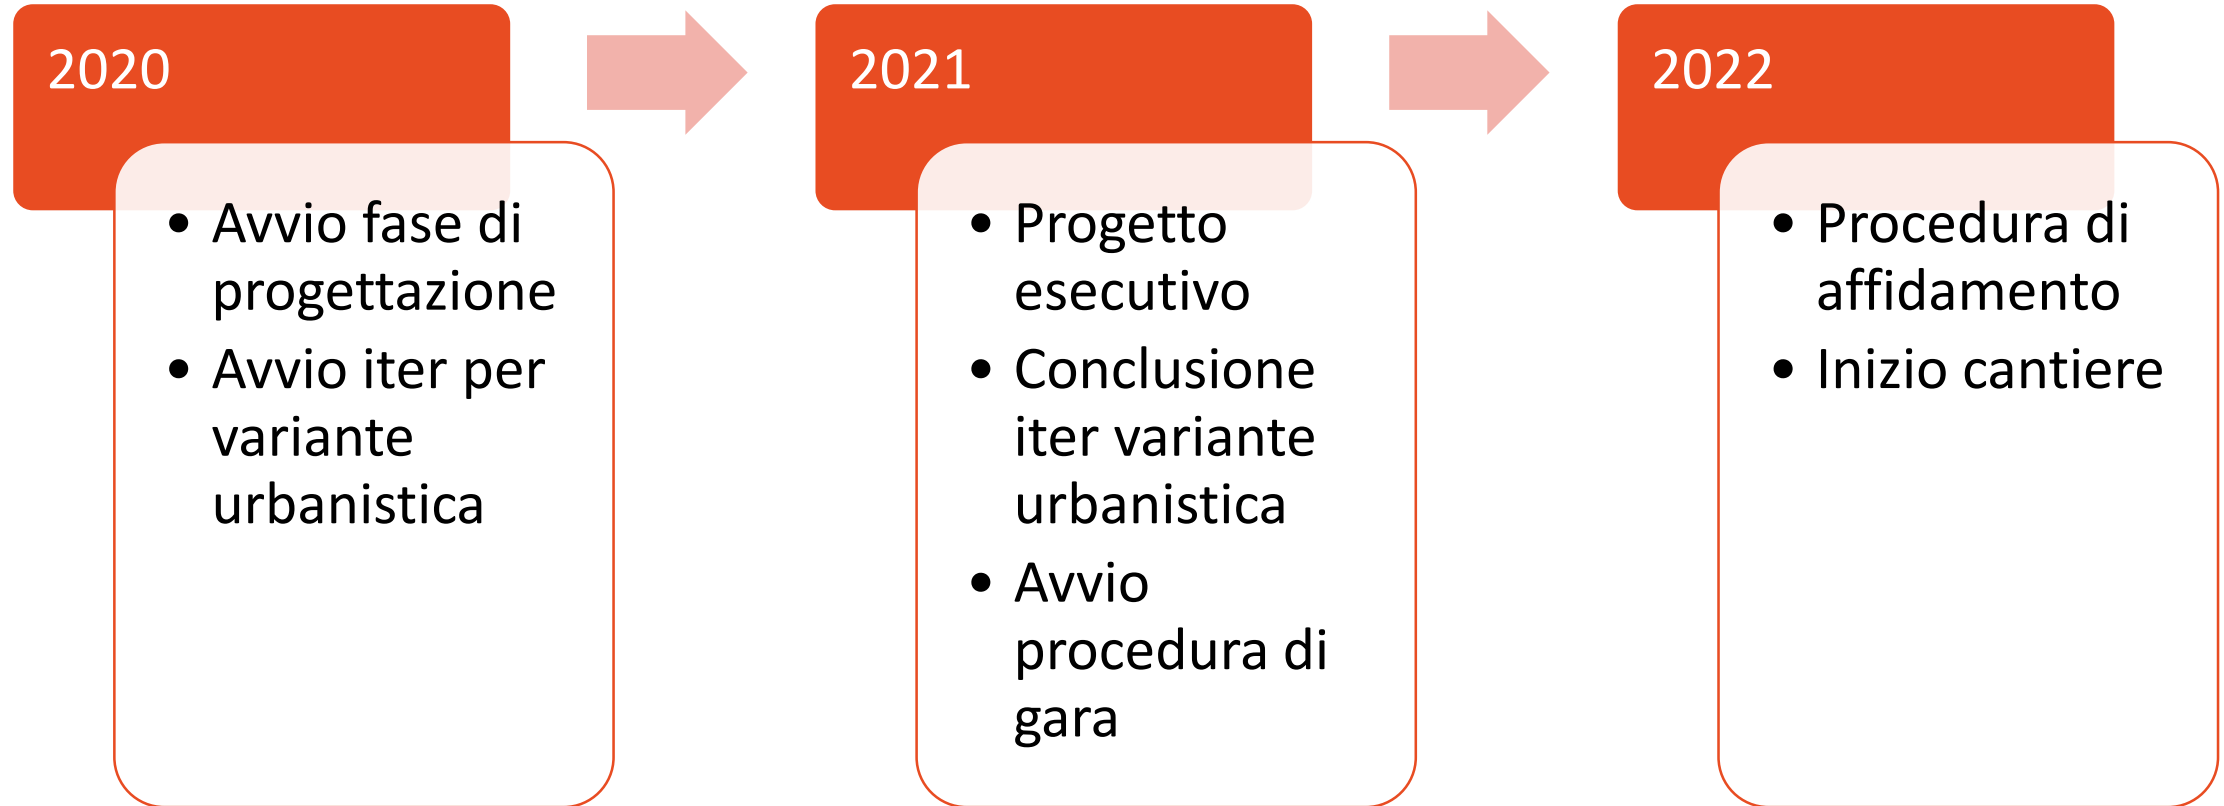 2020
• Avvio fase di
progettazione
• Avvio iter per
variante
urbanistica
2021
• Progetto
esecutivo
• Conclusione
iter variante
urbanistica
• Avvio
procedura di
gara
2022
• Procedura di
affidamento
• Inizio cantiere